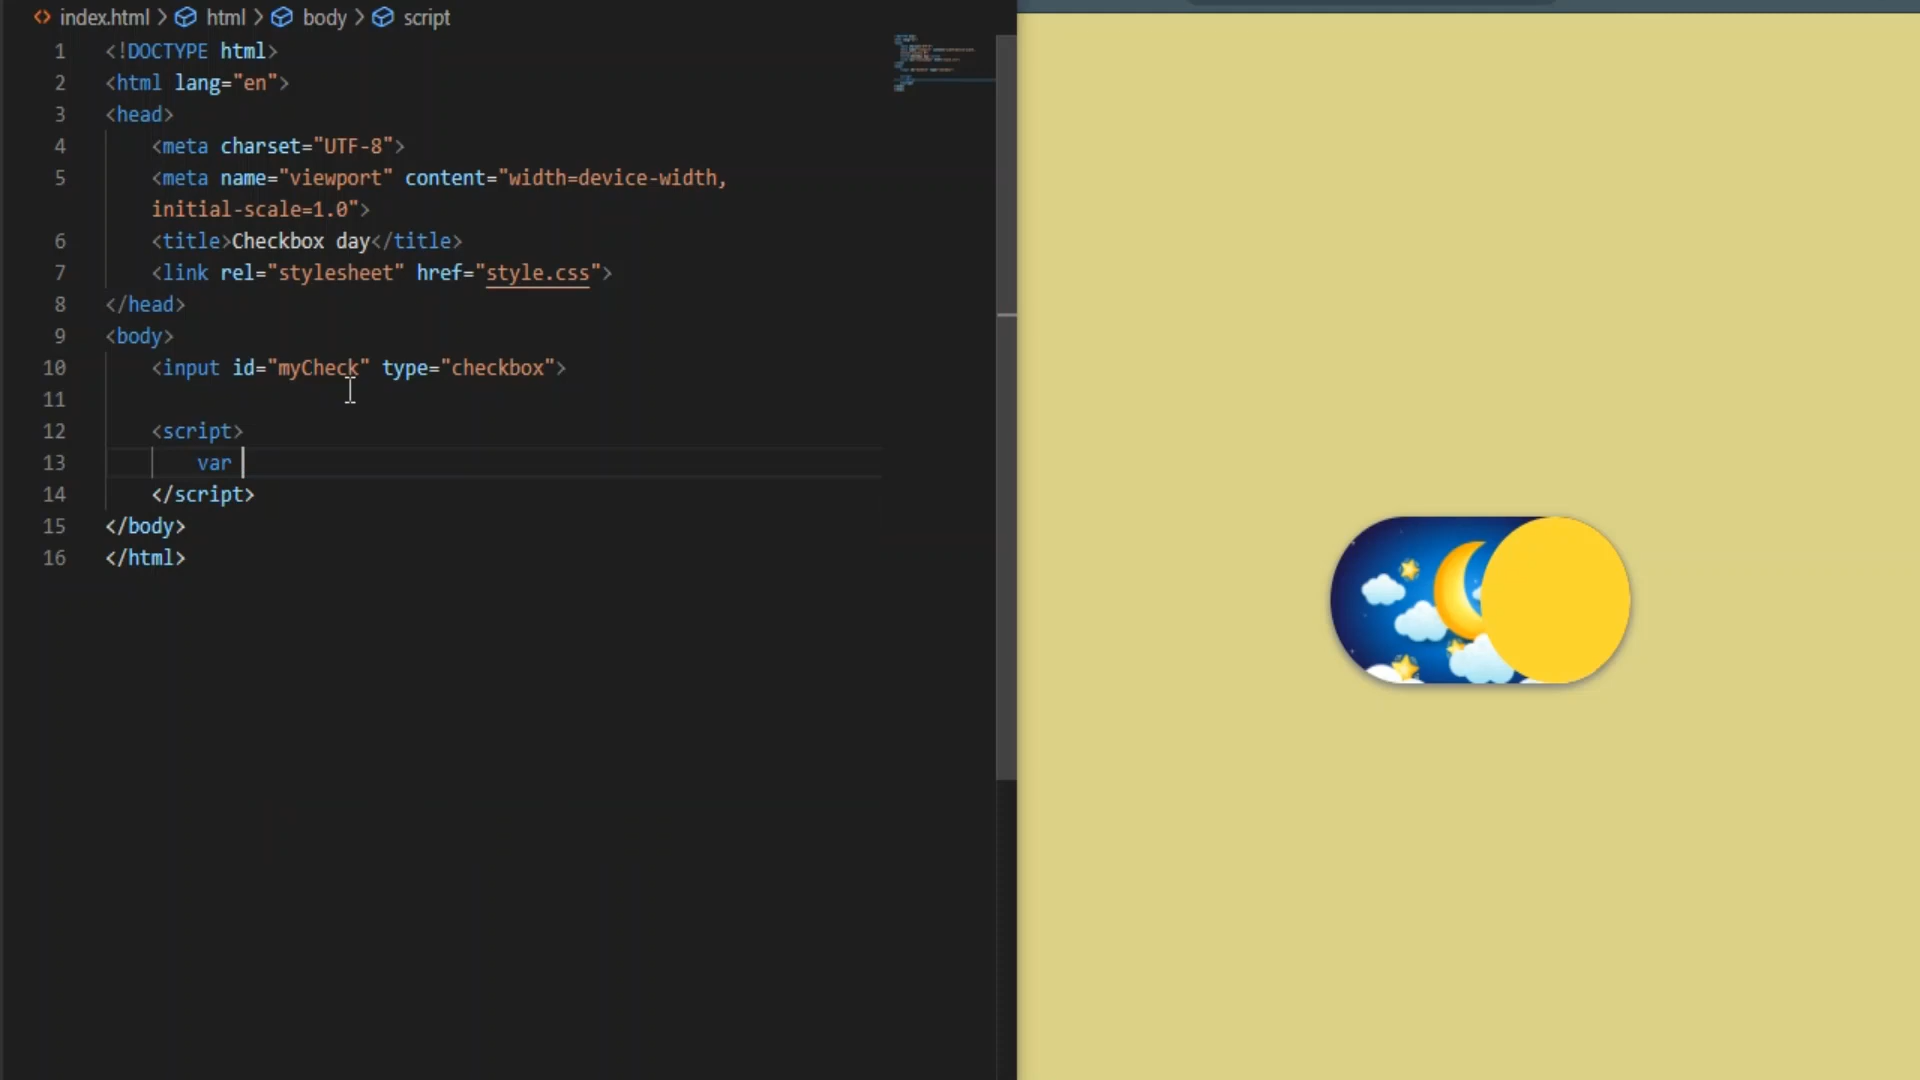 index.html > html > body > script
1 <!DOCTYPE html>
2 <html lang="en">
3 <head>
4 <meta charset="UTF-8">
5 <meta name="viewport" content="width=device-width,
initial-scale=1.0">
6 <title>Checkbox day</title>
7 <link rel="stylesheet" href="style.css">
8 </head>
9 <body>
10 <input id="myCheck" type="checkbox">
11
12 <script>
13 var
14 </script>
15 </body>
16 </html>